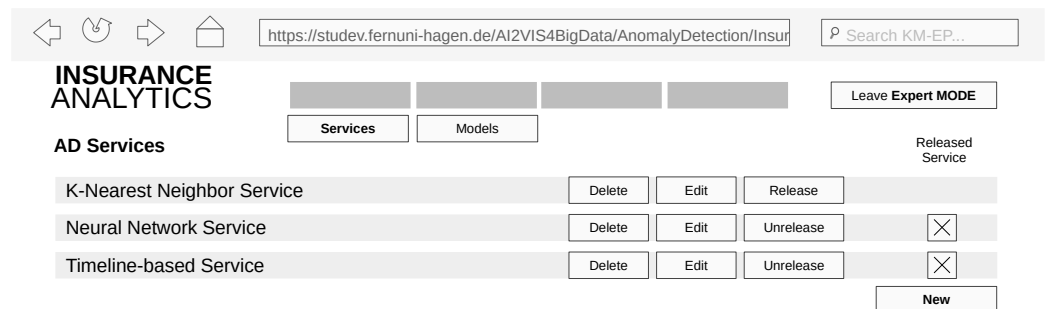 https://studev.fernuni-hagen.de/AI2VIS4BigData/AnomalyDetection/Insur
Search KM-EP...
INSURANCE
ANALYTICS
Leave Expert MODE
Services Models
AD Services
Released
Service
K-Nearest Neighbor Service Delete Edit Release
Neural Network Service Delete Edit Unrelease
Timeline-based Service Delete Edit Unrelease
New